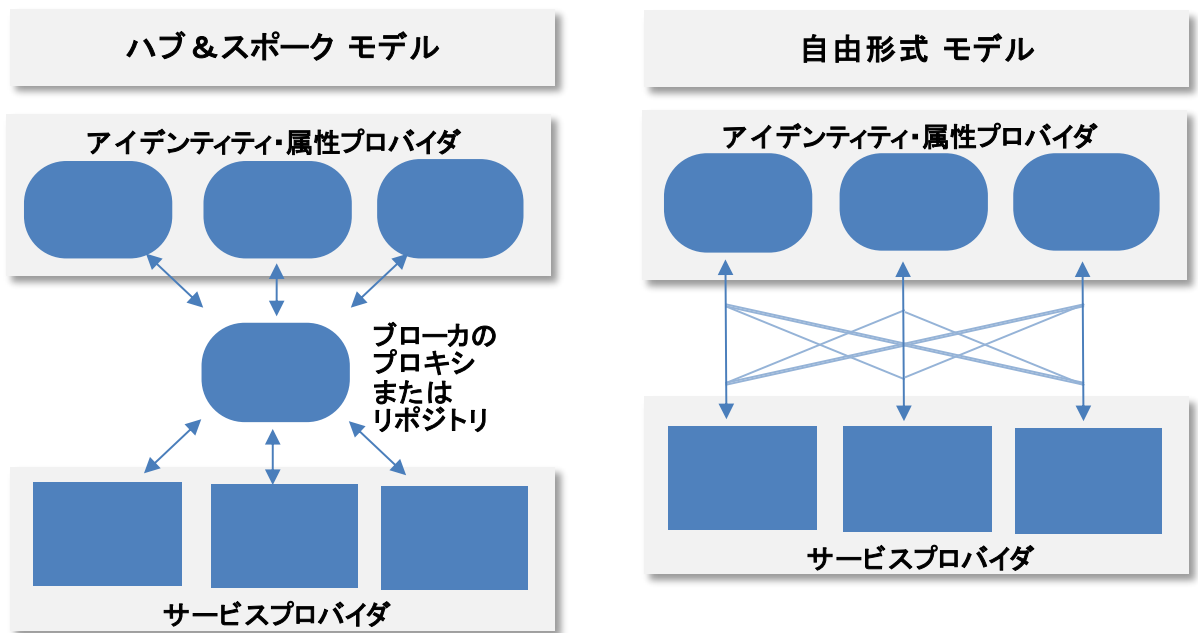 ハブ＆スポーク モデル
アイデンティティ・属性プロバイダ
ブローカの
プロキシ
または
リポジトリ
サービスプロバイダ
自由形式 モデル
アイデンティティ・属性プロバイダ
サービスプロバイダ